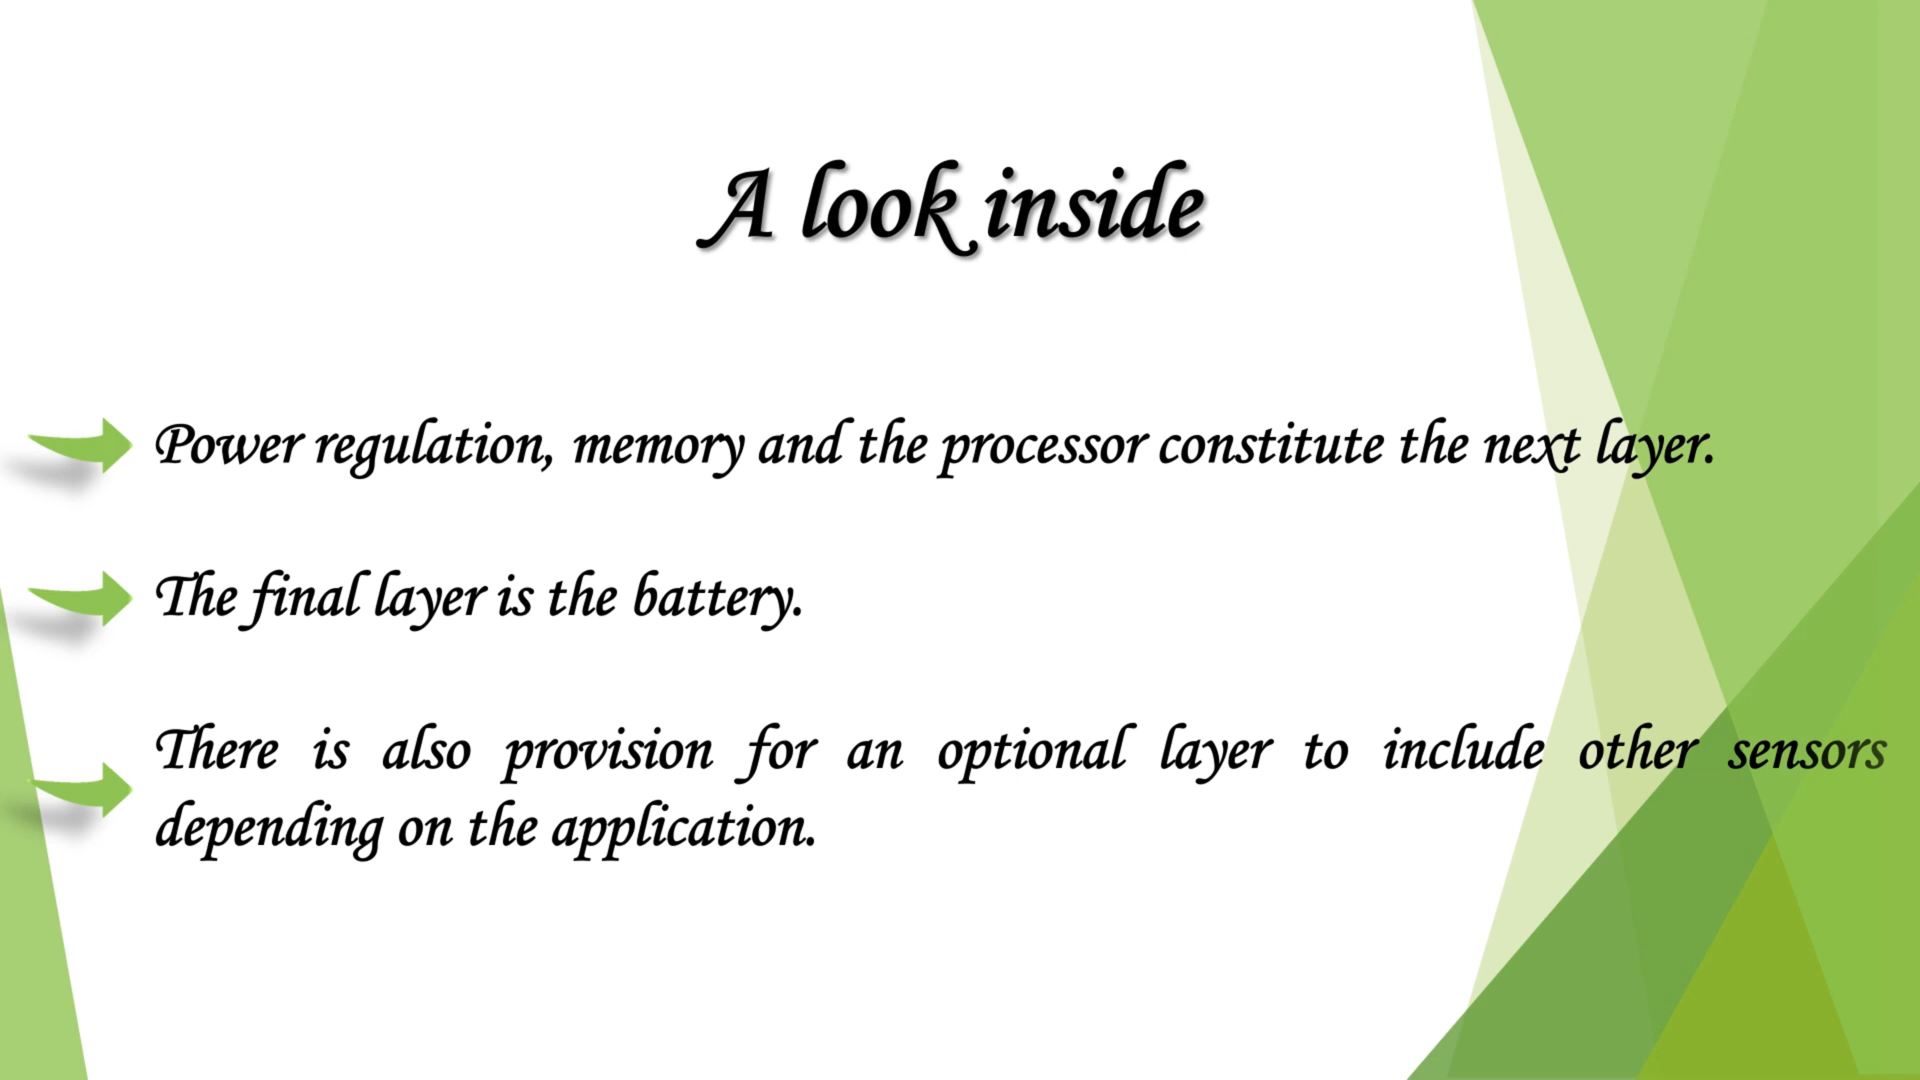 A look inside
Power regulation, memory and the processor constitute the next layer.
The final layer is the battery.
There is also provision for an optional layer to include other sensors
depending on the application.